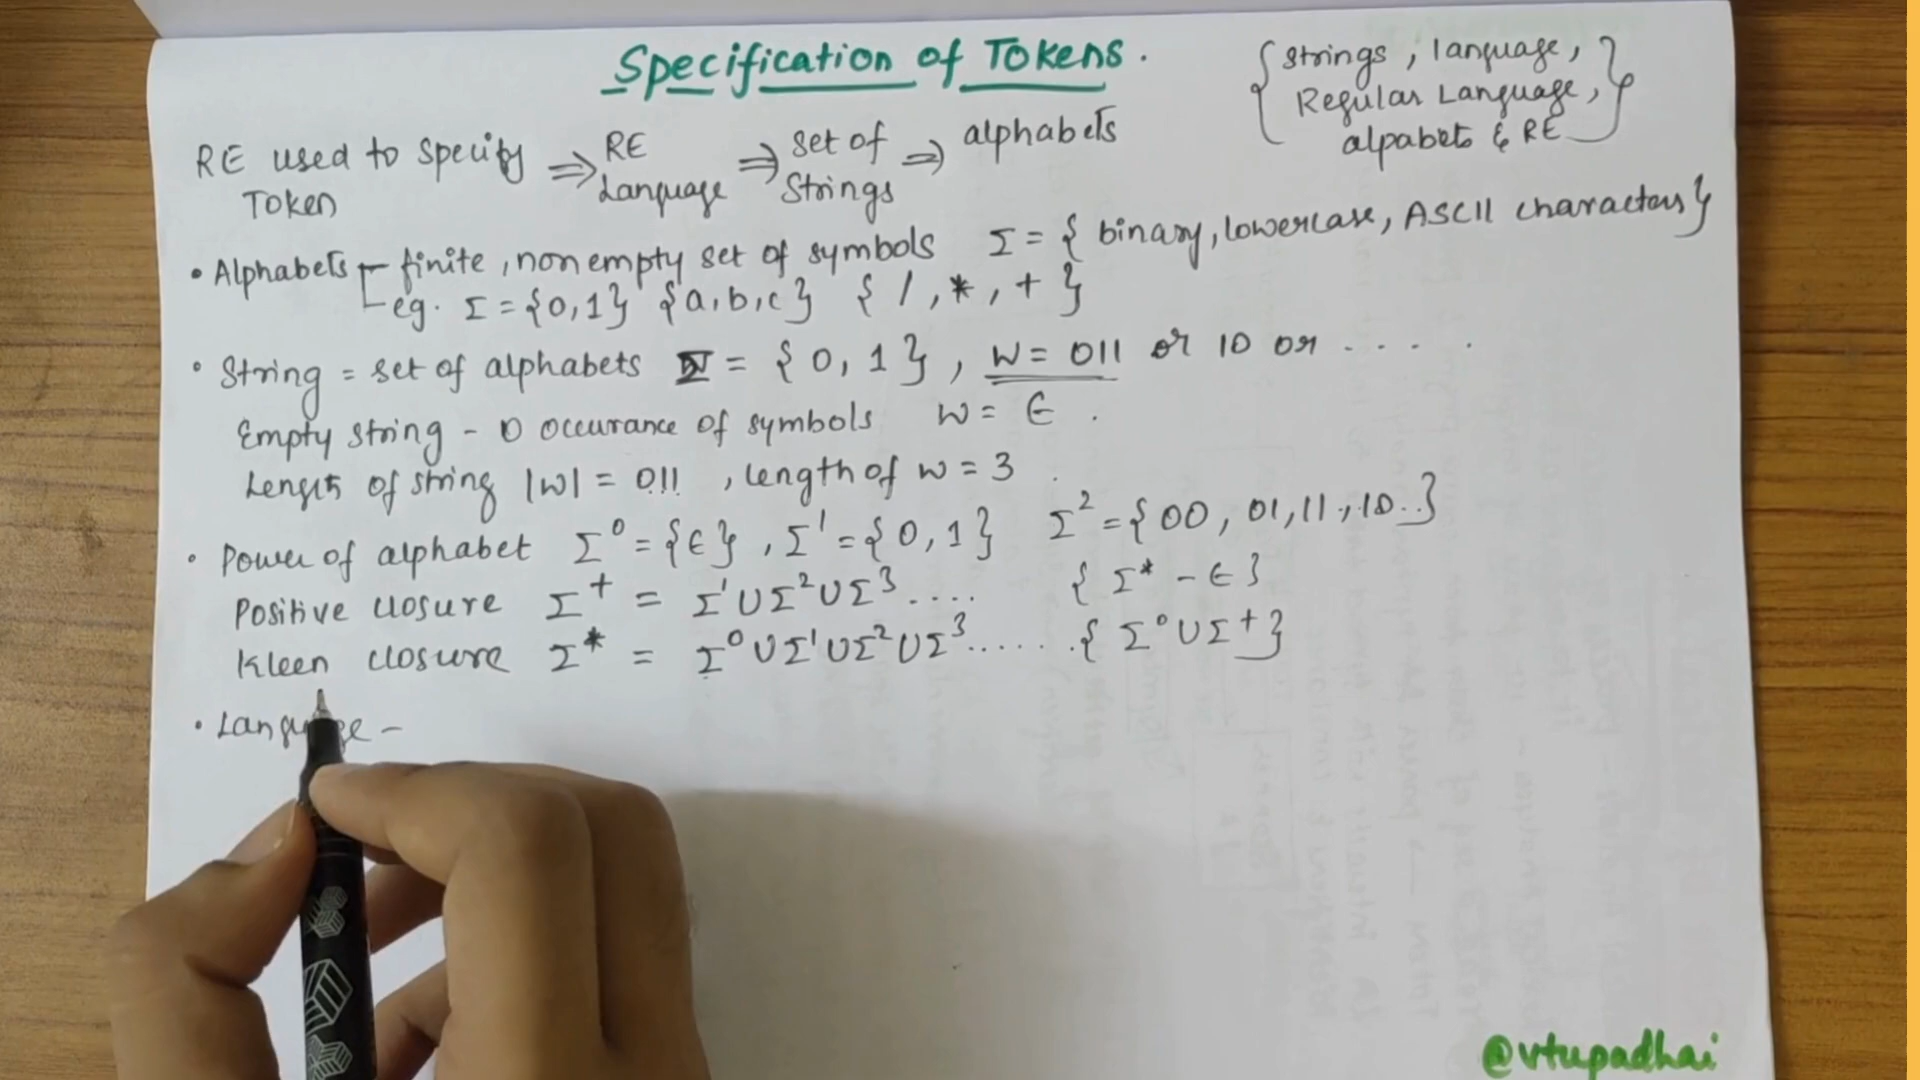 Specification of Tokens.
{ strings, language,
Regular Language,
alpabets & RE }
RE used to specify Token ⇒ RE Language ⇒ set of strings ⇒ alphabets
• Alphabets - finite, nonempty set of symbols Σ = { binary, lowercase, ASCII characters }
eg. Σ = {0,1} {a,b,c} { /, *, + }
• String = set of alphabets Σ = { 0, 1 }, W = 011 or 10 or . . . . .
Empty string - 0 occurance of symbols W = ϵ .
Length of string |W| = 011 , length of w = 3 .
• Power of alphabet Σ⁰ = {ϵ} , Σ¹ = {0, 1} Σ² = {00, 01, 11, 10..}
Positive closure Σ⁺ = Σ¹ ∪ Σ² ∪ Σ³ .... { Σ* - ϵ }
Kleen closure Σ* = Σ⁰ ∪ Σ¹ ∪ Σ² ∪ Σ³ ...... { Σ⁰ ∪ Σ⁺ }
• Language -
@vtupadhai